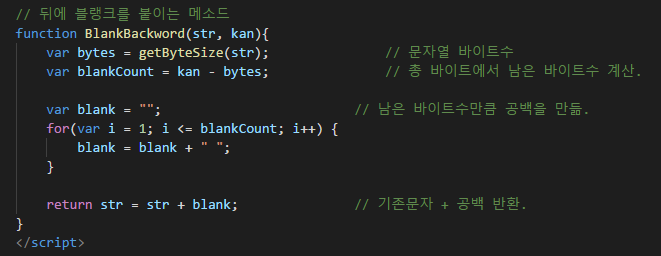 // 뒤에 블랭크를 붙이는 메소드
function BlankBackword(str, kan){
var bytes = getByteSize(str); // 문자열 바이트수
var blankCount = kan - bytes; // 총 바이트에서 남은 바이트수 계산.
var blank = ""; // 남은 바이트수만큼 공백을 만듦.
for(var i = 1; i <= blankCount; i++) {
blank = blank + " ";
}
return str = str + blank; // 기존문자 + 공백 반환.
}
</script>